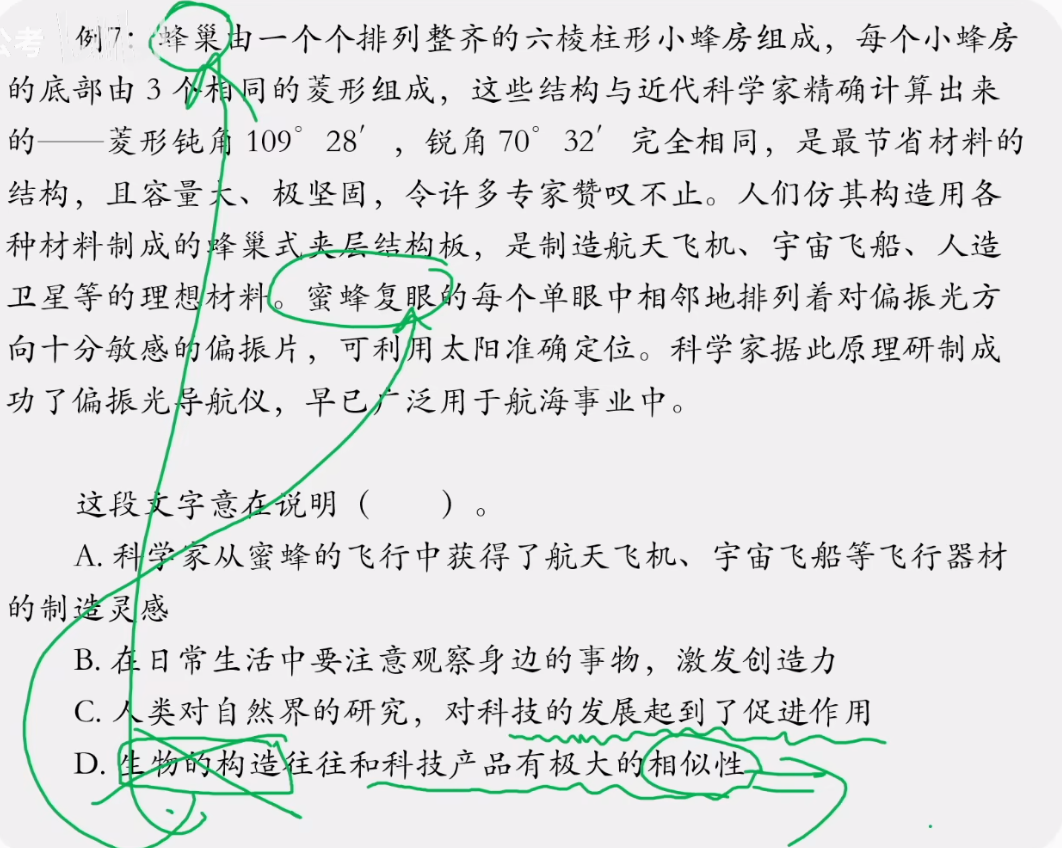 公考
例7：蜂巢由一个个排列整齐的六棱柱形小蜂房组成，每个小蜂房
的底部由 3 个相同的菱形组成，这些结构与近代科学家精确计算出来
的——菱形钝角 109° 28′ ，锐角 70° 32′ 完全相同，是最节省材料的
结构，且容量大、极坚固，令许多专家赞叹不止。人们仿其构造用各
种材料制成的蜂巢式夹层结构板，是制造航天飞机、宇宙飞船、人造
卫星等的理想材料。蜜蜂复眼的每个单眼中相邻地排列着对偏振光方
向十分敏感的偏振片，可利用太阳准确定位。科学家据此原理研制成
功了偏振光导航仪，早已广泛用于航海事业中。
这段文字意在说明（　　）。
A. 科学家从蜜蜂的飞行中获得了航天飞机、宇宙飞船等飞行器材
的制造灵感
B. 在日常生活中要注意观察身边的事物，激发创造力
C. 人类对自然界的研究，对科技的发展起到了促进作用
D. 生物的构造往往和科技产品有极大的相似性